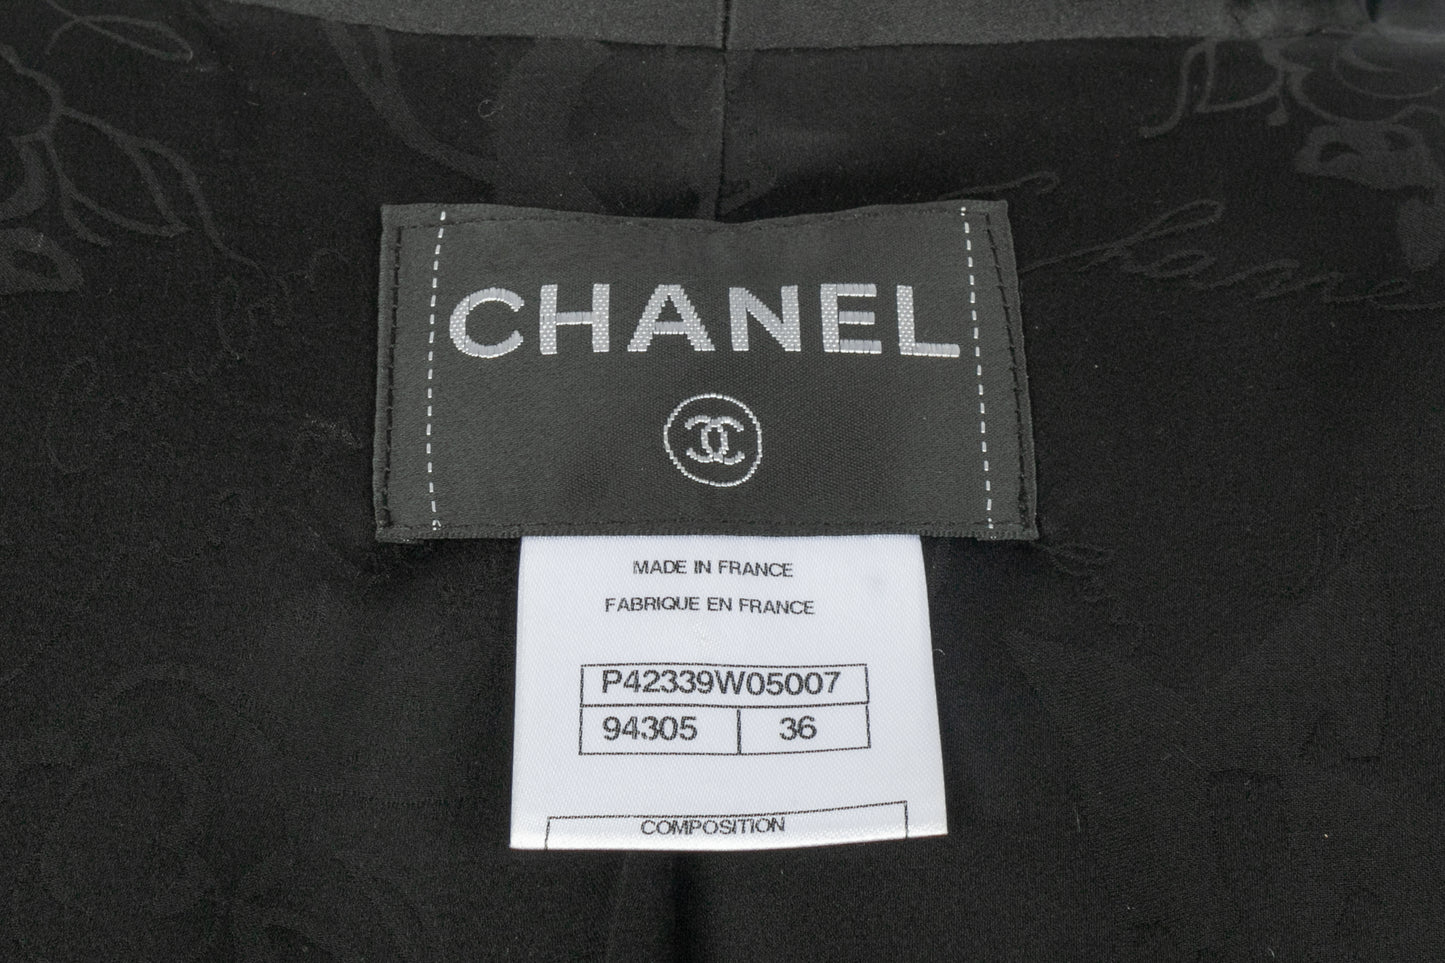 CHANEL
MADE IN FRANCE
FABRIQUE EN FRANCE
P42339W05007
94305 36
COMPOSITION